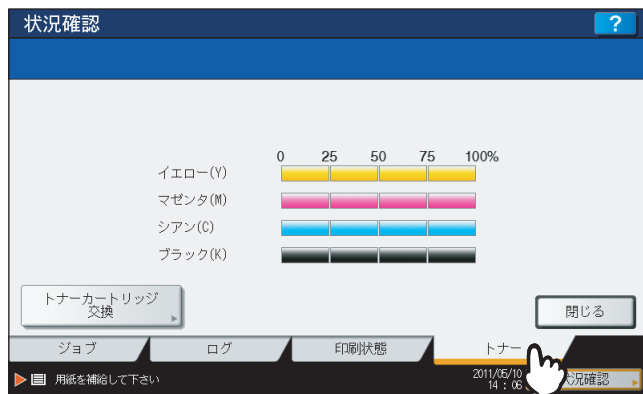 状況確認
?
0 25 50 75 100%
イエロー(Y)
マゼンタ(M)
シアン(C)
ブラック(K)
トナーカートリッジ
交換
閉じる
ジョブ ログ 印刷状態 トナー
用紙を補給して下さい
2011/05/10
14 : 06
状況確認